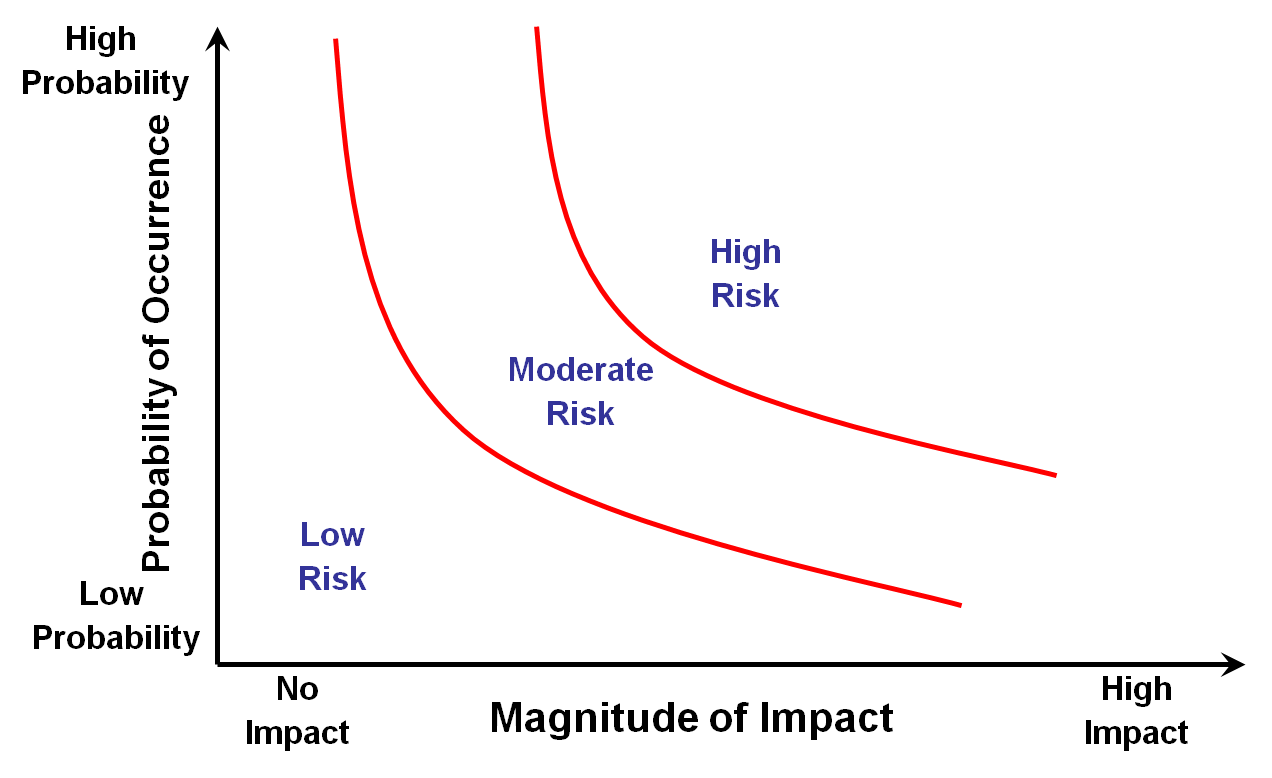 High
Probability
Probability of Occurrence
High
Risk
Moderate
Risk
Low
Risk
Low
Probability
No
Impact
Magnitude of Impact
High
Impact